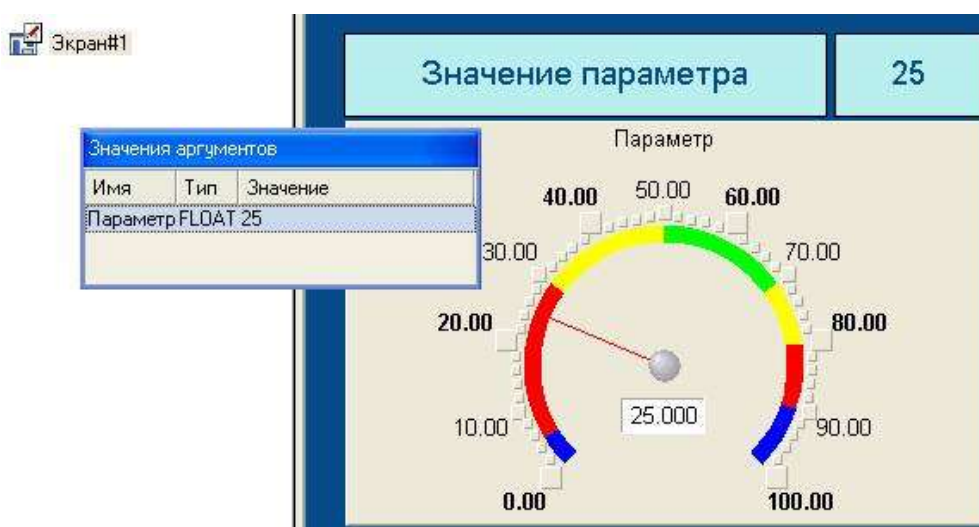 Экран#1
Значение параметра 25
Значения аргументов
Имя Тип Значение
Параметр FLOAT 25
Параметр
50.00
40.00 60.00
30.00 70.00
20.00 80.00
10.00 25.000 90.00
0.00 100.00